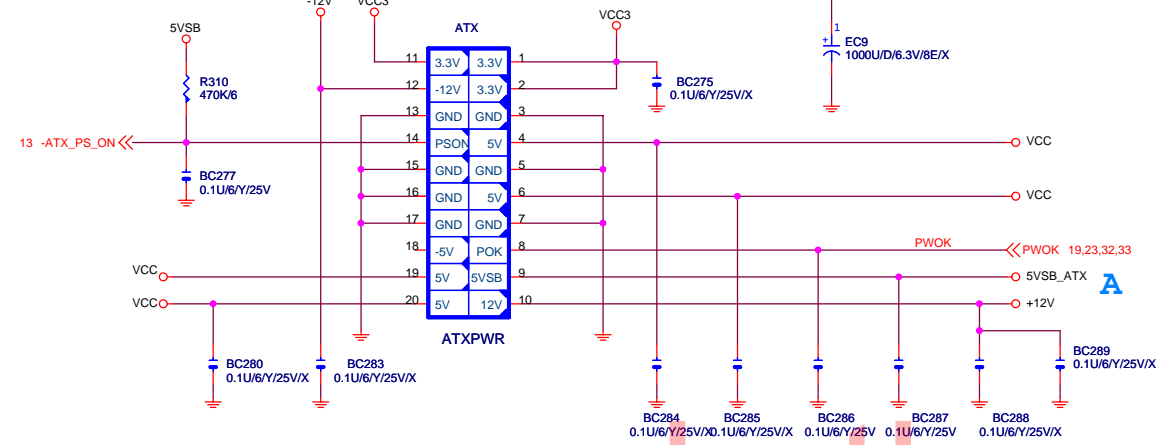 -12V VCC3
5VSB ATX VCC3
1
EC9
1000U/D/6.3V/8E/X
R310
470K/6
11 3.3V 3.3V 1
12 -12V 3.3V 2
BC275
0.1U/6/Y/25V/X
13 GND GND 3
13 -ATX_PS_ON 14 PSON 5V 4 VCC
15 GND GND 5
BC277
0.1U/6/Y/25V
16 GND 5V 6 VCC
17 GND GND 7
18 -5V POK 8 PWOK PWOK 19,23,32,33
VCC 19 5V 5VSB 9 5VSB_ATX A
VCC 20 5V 12V 10 +12V
ATXPWR
BC280 BC283 BC289
0.1U/6/Y/25V/X 0.1U/6/Y/25V/X 0.1U/6/Y/25V/X
BC284 BC285 BC286 BC287 BC288
0.1U/6/Y/25V/X 0.1U/6/Y/25V/X 0.1U/6/Y/25V 0.1U/6/Y/25V 0.1U/6/Y/25V/X